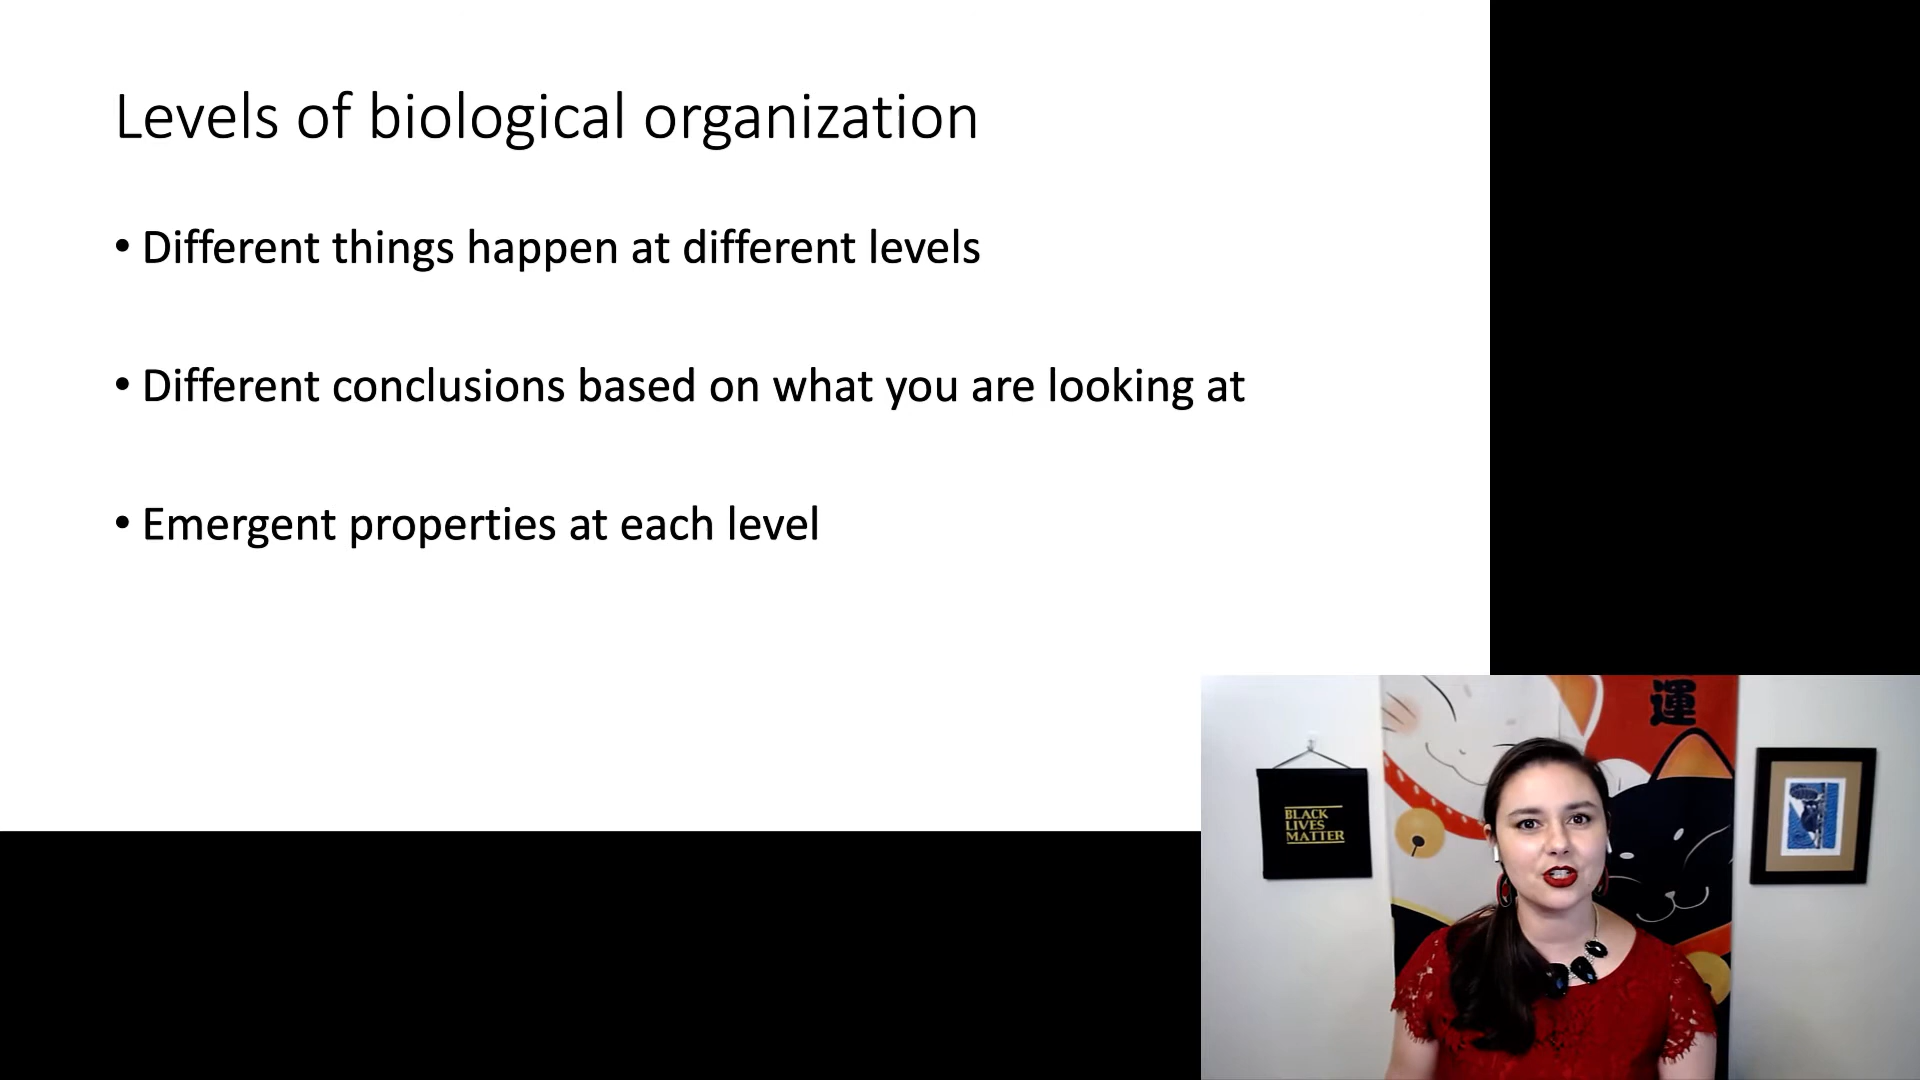 Levels of biological organization
• Different things happen at different levels
• Different conclusions based on what you are looking at
• Emergent properties at each level
運
BLACK
LIVES
MATTER